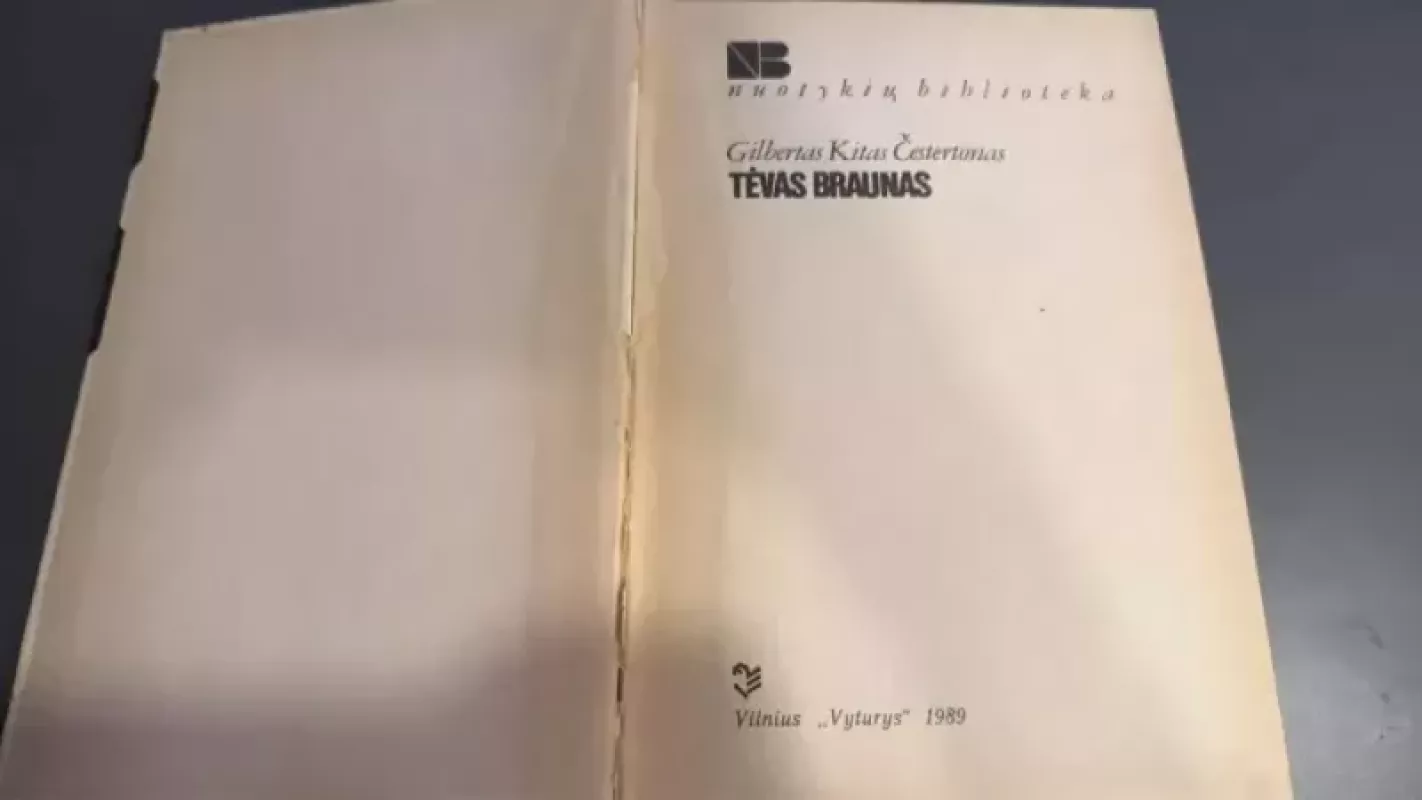 NB
nuotykių biblioteka
Gilbertas Kitas Čestertonas
TĖVAS BRAUNAS
Vilnius „Vyturys“ 1989